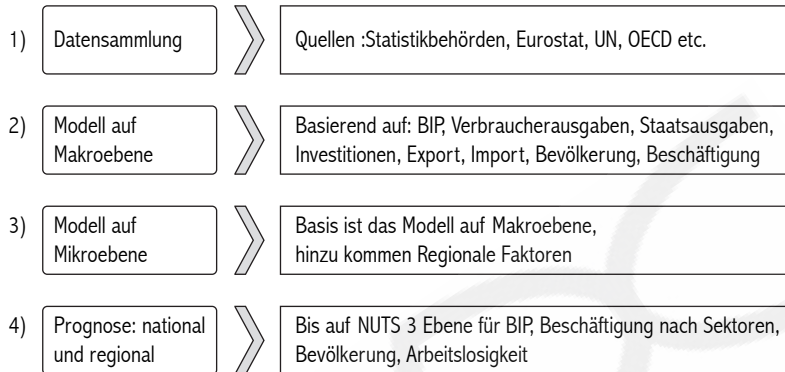 1) Datensammlung
Quellen :Statistikbehörden, Eurostat, UN, OECD etc.
2) Modell auf
Makroebene
Basierend auf: BIP, Verbraucherausgaben, Staatsausgaben,
Investitionen, Export, Import, Bevölkerung, Beschäftigung
3) Modell auf
Mikroebene
Basis ist das Modell auf Makroebene,
hinzu kommen Regionale Faktoren
4) Prognose: national
und regional
Bis auf NUTS 3 Ebene für BIP, Beschäftigung nach Sektoren,
Bevölkerung, Arbeitslosigkeit